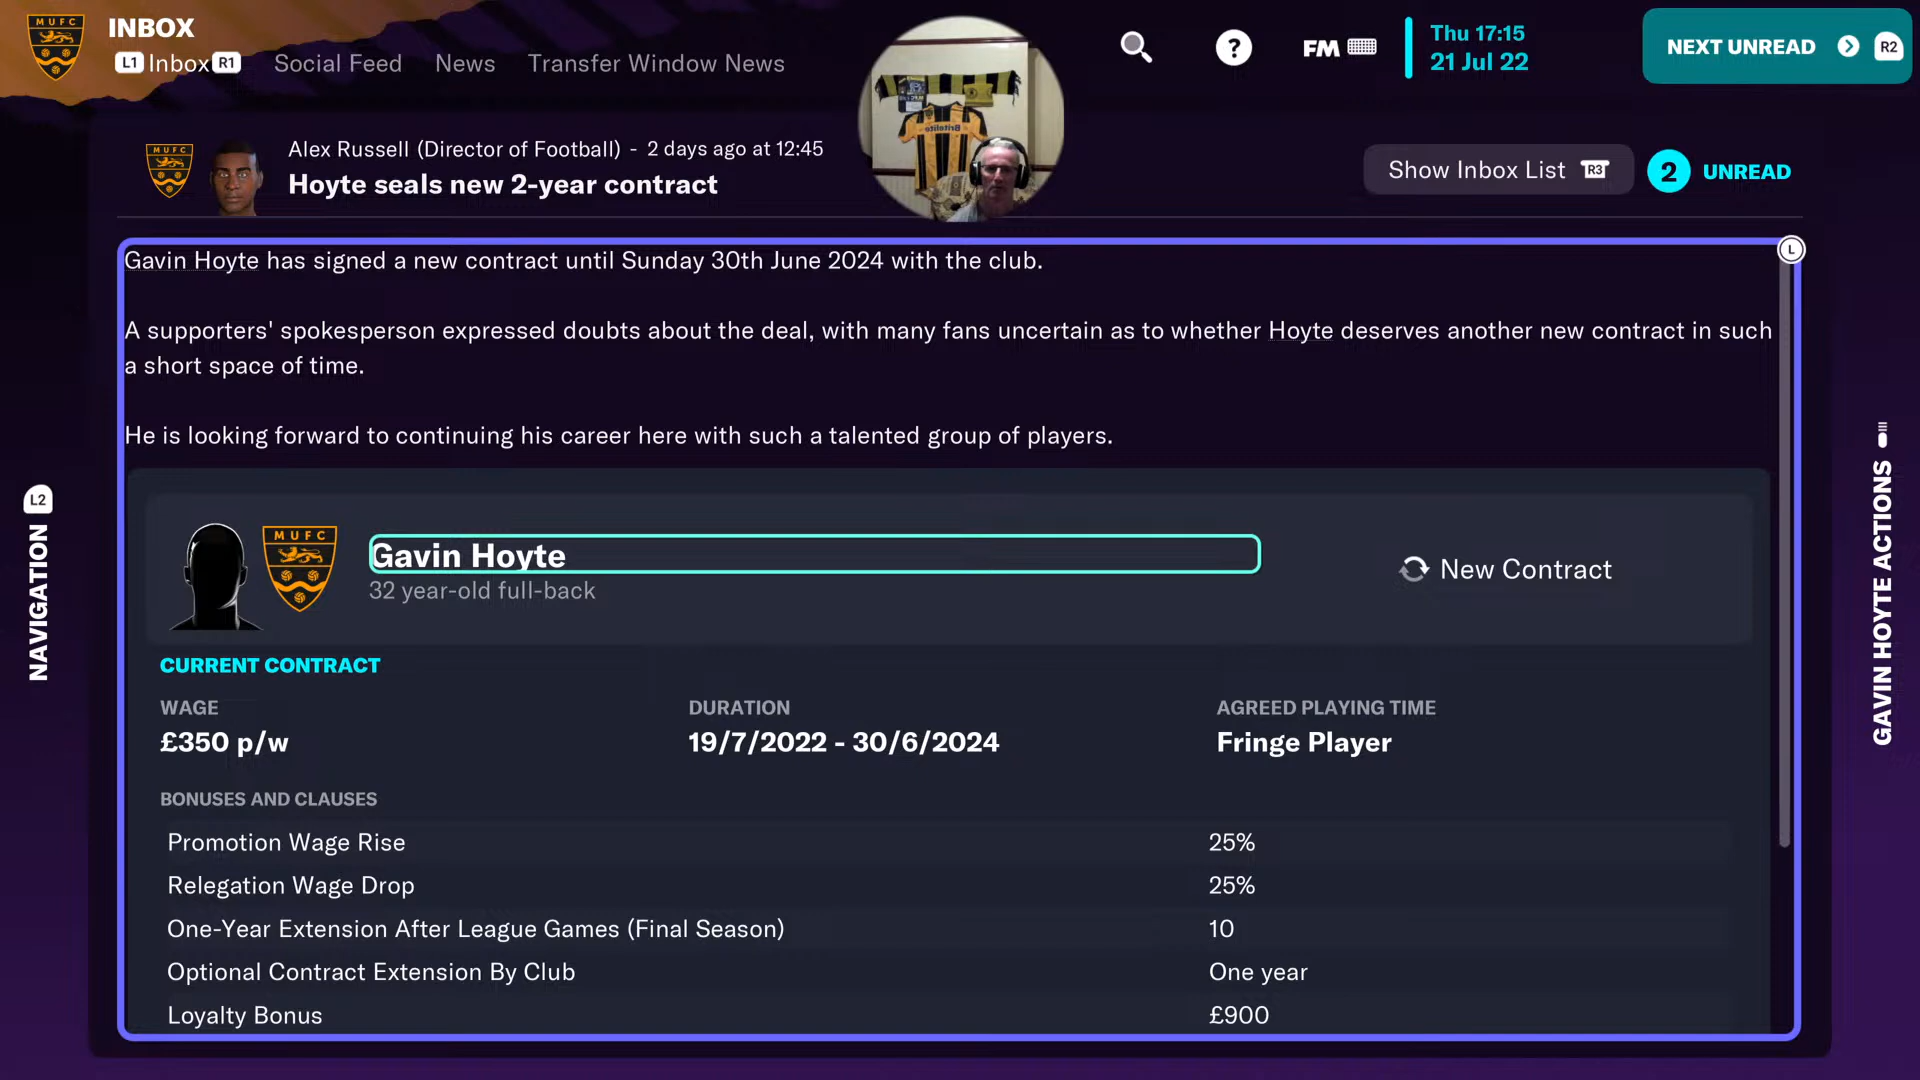 MUFC
INBOX
L1 Inbox R1 Social Feed News Transfer Window News
?
FM
Thu 17:15
21 Jul 22
NEXT UNREAD R2
MUFC
Alex Russell (Director of Football) - 2 days ago at 12:45
Hoyte seals new 2-year contract
Show Inbox List R3
2 UNREAD
L
Gavin Hoyte has signed a new contract until Sunday 30th June 2024 with the club.
A supporters' spokesperson expressed doubts about the deal, with many fans uncertain as to whether Hoyte deserves another new contract in such
a short space of time.
He is looking forward to continuing his career here with such a talented group of players.
L2
NAVIGATION
MUFC
Gavin Hoyte
32 year-old full-back
New Contract
GAVIN HOYTE ACTIONS
CURRENT CONTRACT
WAGE
£350 p/w
DURATION
19/7/2022 - 30/6/2024
AGREED PLAYING TIME
Fringe Player
BONUSES AND CLAUSES
Promotion Wage Rise 25%
Relegation Wage Drop 25%
One-Year Extension After League Games (Final Season) 10
Optional Contract Extension By Club One year
Loyalty Bonus £900